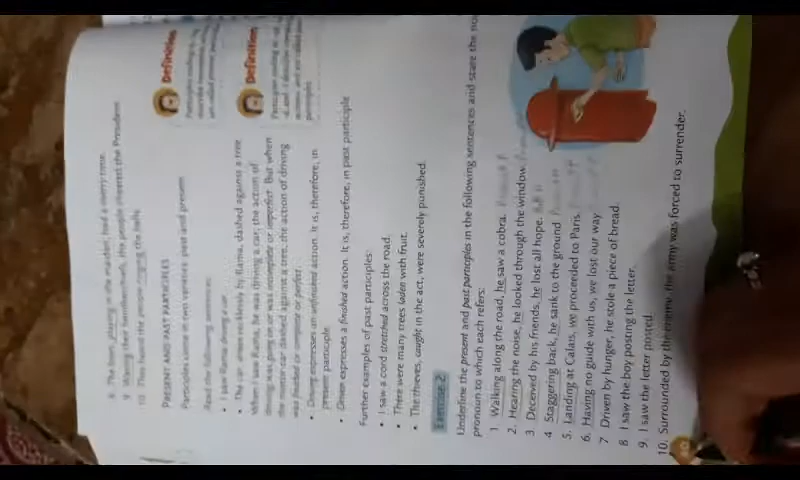 8. The boys, playing in the maidan, had a merry time.
9. Waving their handkerchiefs, the people cheered the President
10. They heard the person ringing the bells
PRESENT AND PAST PARTICIPLES
Participles come in two varieties: past and present.
Read the following sentences:
• I saw Rama driving a car.
• The car driven recklessly by Rama, dashed against a tree.
When I saw Rama, he was driving a car; the action of
driving was going on or was incomplete or imperfect. But when
the motor-car dashed against a tree, the action of driving
was finished or complete or perfect.
• Driving expresses an unfinished action. It is, therefore, in
present participle
• Driven expresses a finished action. It is, therefore, in past participle
Further examples of past participles:
• I saw a cord stretched across the road.
• There were many trees laden with fruit.
• The thieves, caught in the act, were severely punished.
Definition
Definition
Exercise 2
Underline the present and past participles in the following sentences and state the
pronoun to which each refers:
1. Walking along the road, he saw a cobra.
2. Hearing the noise, he looked through the window.
3 Deceived by his friends, he lost all hope.
4 Staggering back, he sank to the ground
5. Landing at Calais, we proceeded to Paris.
6. Having no guide with us, we lost our way
7 Driven by hunger, he stole a piece of bread.
8 I saw the boy posting the letter.
9. I saw the letter posted
10. Surrounded by the enemy, the army was forced to surrender.